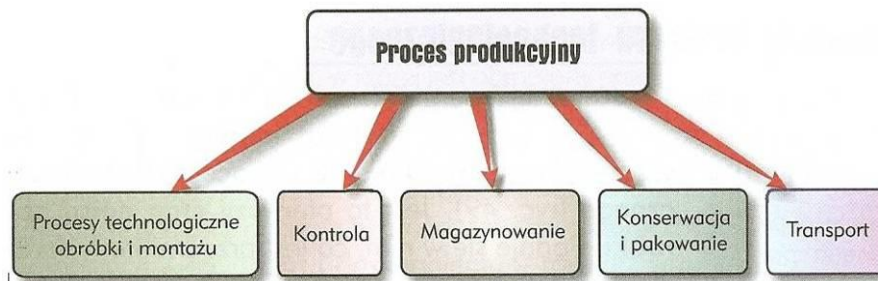 Proces produkcyjny
Procesy technologiczne
obróbki i montażu
Kontrola
Magazynowanie
Konserwacja
i pakowanie
Transport